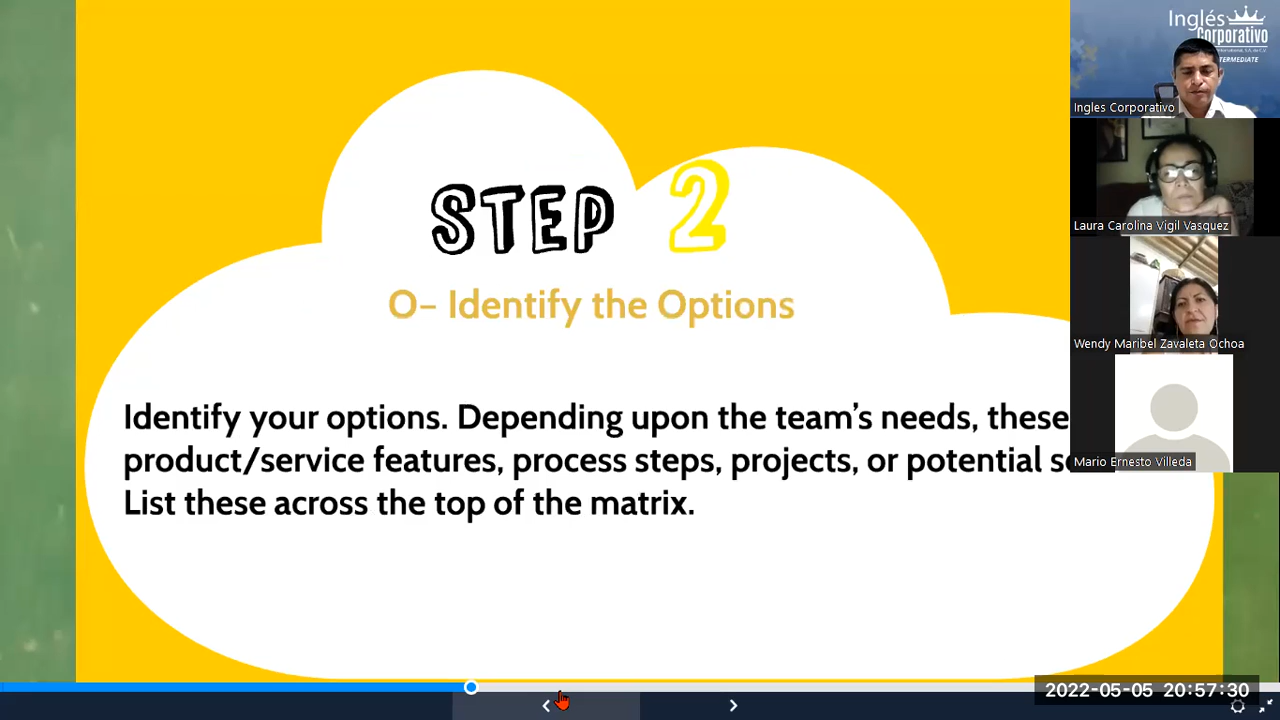 STEP 2
O– Identify the Options
Identify your options. Depending upon the team's needs, these
product/service features, process steps, projects, or potential
List these across the top of the matrix.
Inglés
Corporativo
Ingles Corporativo
Laura Carolina Vigil Vasquez
Wendy Maribel Zavaleta Ochoa
Mario Ernesto Villeda
2022-05-05 20:57:30